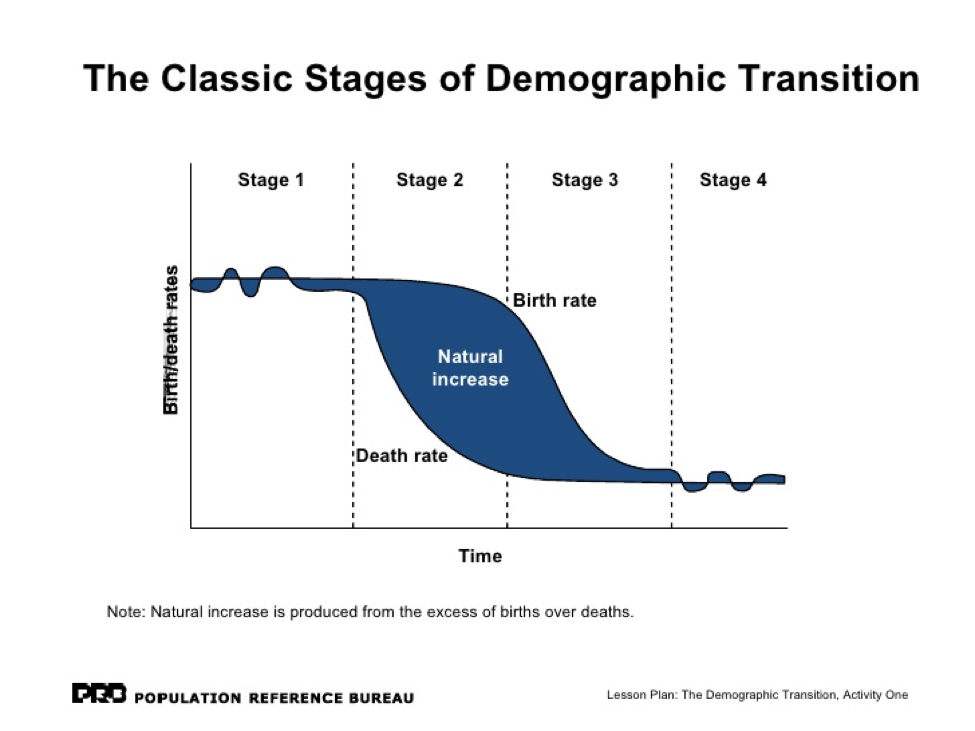 The Classic Stages of Demographic Transition
Stage 1
Stage 2
Stage 3
Stage 4
Birth/death rates
Birth rate
Natural
increase
Death rate
Time
Note: Natural increase is produced from the excess of births over deaths.
PRB POPULATION REFERENCE BUREAU
Lesson Plan: The Demographic Transition, Activity One